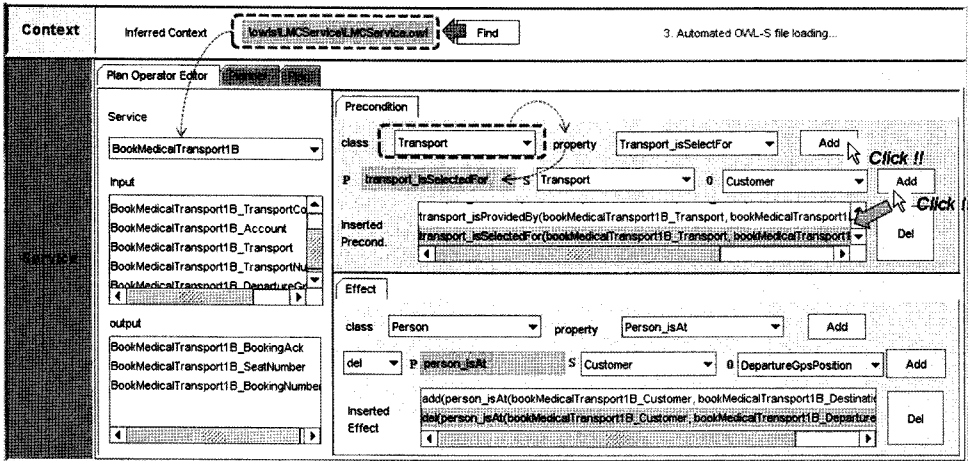 Context
Inferred Context
\owls\LMCService\LMCService.owl
Find
3. Automated OWL-S file loading...
Service
Plan Operator Editor
Service
BookMedicalTransport1B
Input
BookMedicalTransport1B_TransportCo
BookMedicalTransport1B_Account
BookMedicalTransport1B_Transport
BookMedicalTransport1B_TransportNu
BookMedicalTransport1B_DepartureGp
output
BookMedicalTransport1B_BookingAck
BookMedicalTransport1B_SeatNumber
BookMedicalTransport1B_BookingNumber
Precondition
class Transport property Transport_isSelectFor Add
Click !!
P transport_isSelectedFor S Transport O Customer Add
Click !
Inserted Precond.
transport_isProvidedBy(bookMedicalTransport1B_Transport, bookMedicalTransport1
transport_isSelectedFor(bookMedicalTransport1B_Transport, bookMedicalTransport1
Del
Effect
class Person property Person_isAt Add
del P person_isAt S Customer O DepartureGpsPosition Add
Inserted Effect
add(person_isAt(bookMedicalTransport1B_Customer, bookMedicalTransport1B_Destinati
del(person_isAt(bookMedicalTransport1B_Customer, bookMedicalTransport1B_Departure
Del